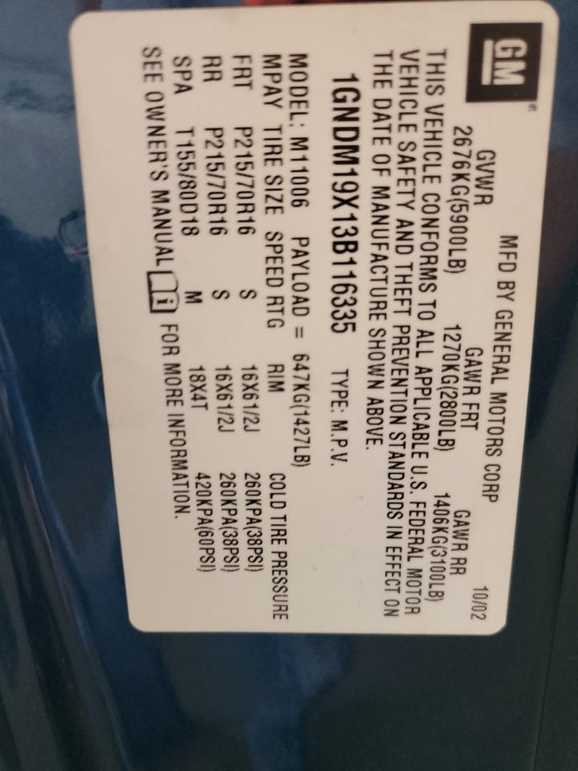 GM
MFD BY GENERAL MOTORS CORP 10/02
GVWR GAWR FRT GAWR RR
2676KG(5900LB) 1270KG(2800LB) 1406KG(3100LB)
THIS VEHICLE CONFORMS TO ALL APPLICABLE U.S. FEDERAL MOTOR
VEHICLE SAFETY AND THEFT PREVENTION STANDARDS IN EFFECT ON
THE DATE OF MANUFACTURE SHOWN ABOVE.
1GNDM19X13B116335 TYPE: M.P.V.
MODEL: M11006 PAYLOAD = 647KG(1427LB)
MPAY TIRE SIZE SPEED RTG RIM COLD TIRE PRESSURE
FRT P215/70R16 S 16X61/2J 260KPA(38PSI)
RR P215/70R16 S 16X61/2J 260KPA(38PSI)
SPA T155/80D18 M 18X4T 420KPA(60PSI)
SEE OWNER'S MANUAL i FOR MORE INFORMATION.